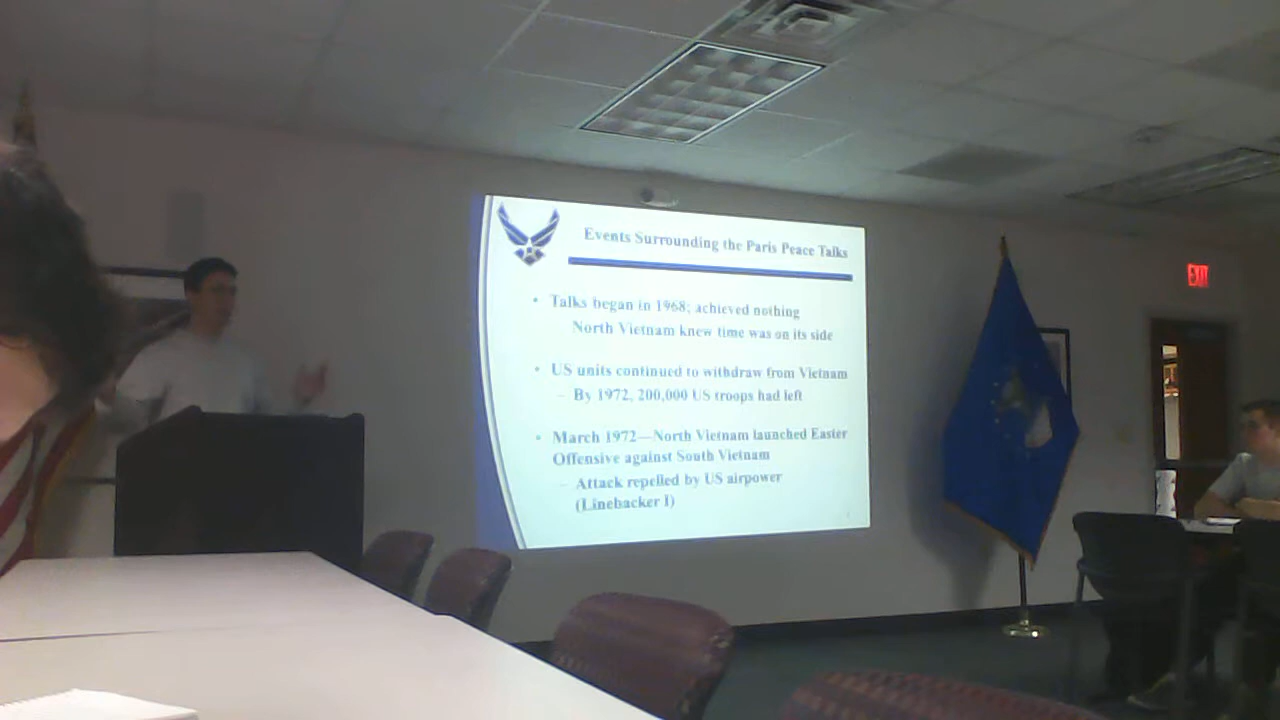 Events Surrounding the Paris Peace Talks
• Talks began in 1968; achieved nothing
North Vietnam knew time was on its side
• US units continued to withdraw from Vietnam
– By 1972, 200,000 US troops had left
• March 1972—North Vietnam launched Easter
Offensive against South Vietnam
– Attack repelled by US airpower
(Linebacker I)
EXIT